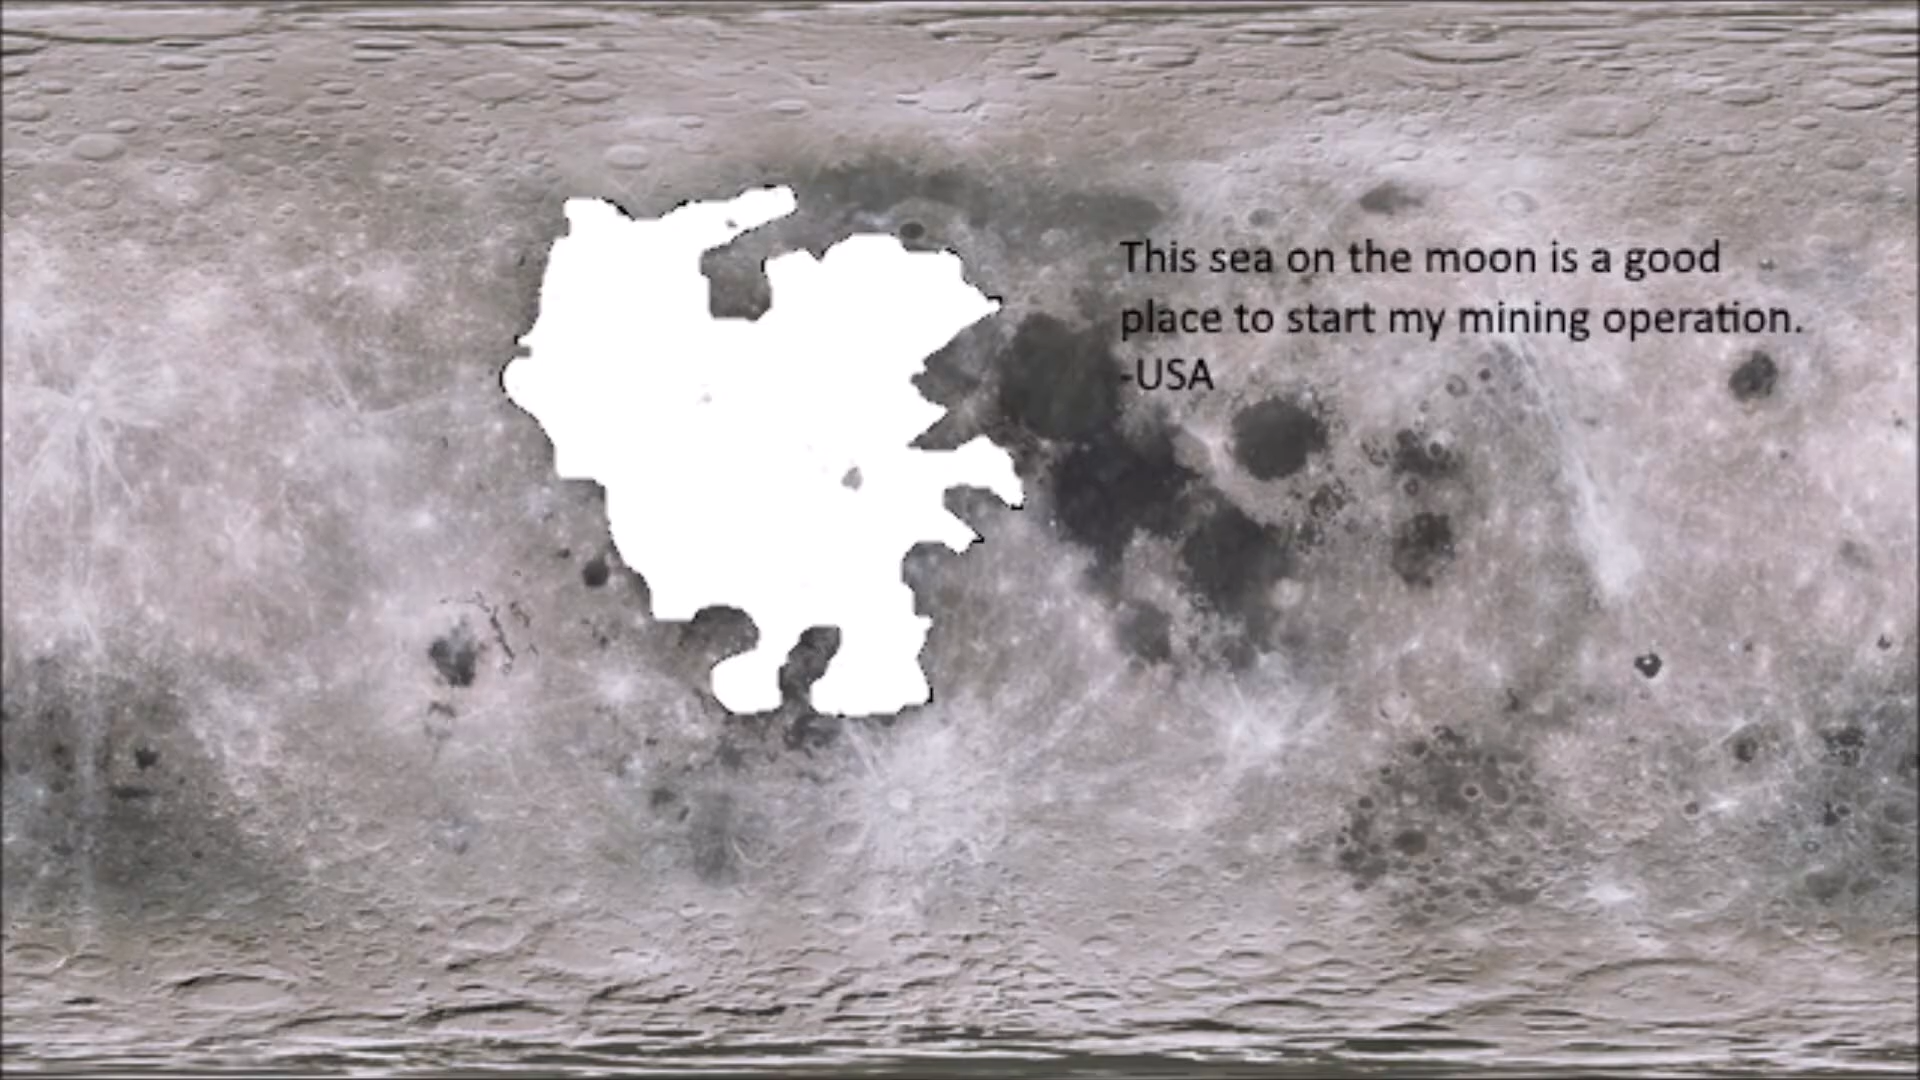 This sea on the moon is a good
place to start my mining operation.
-USA